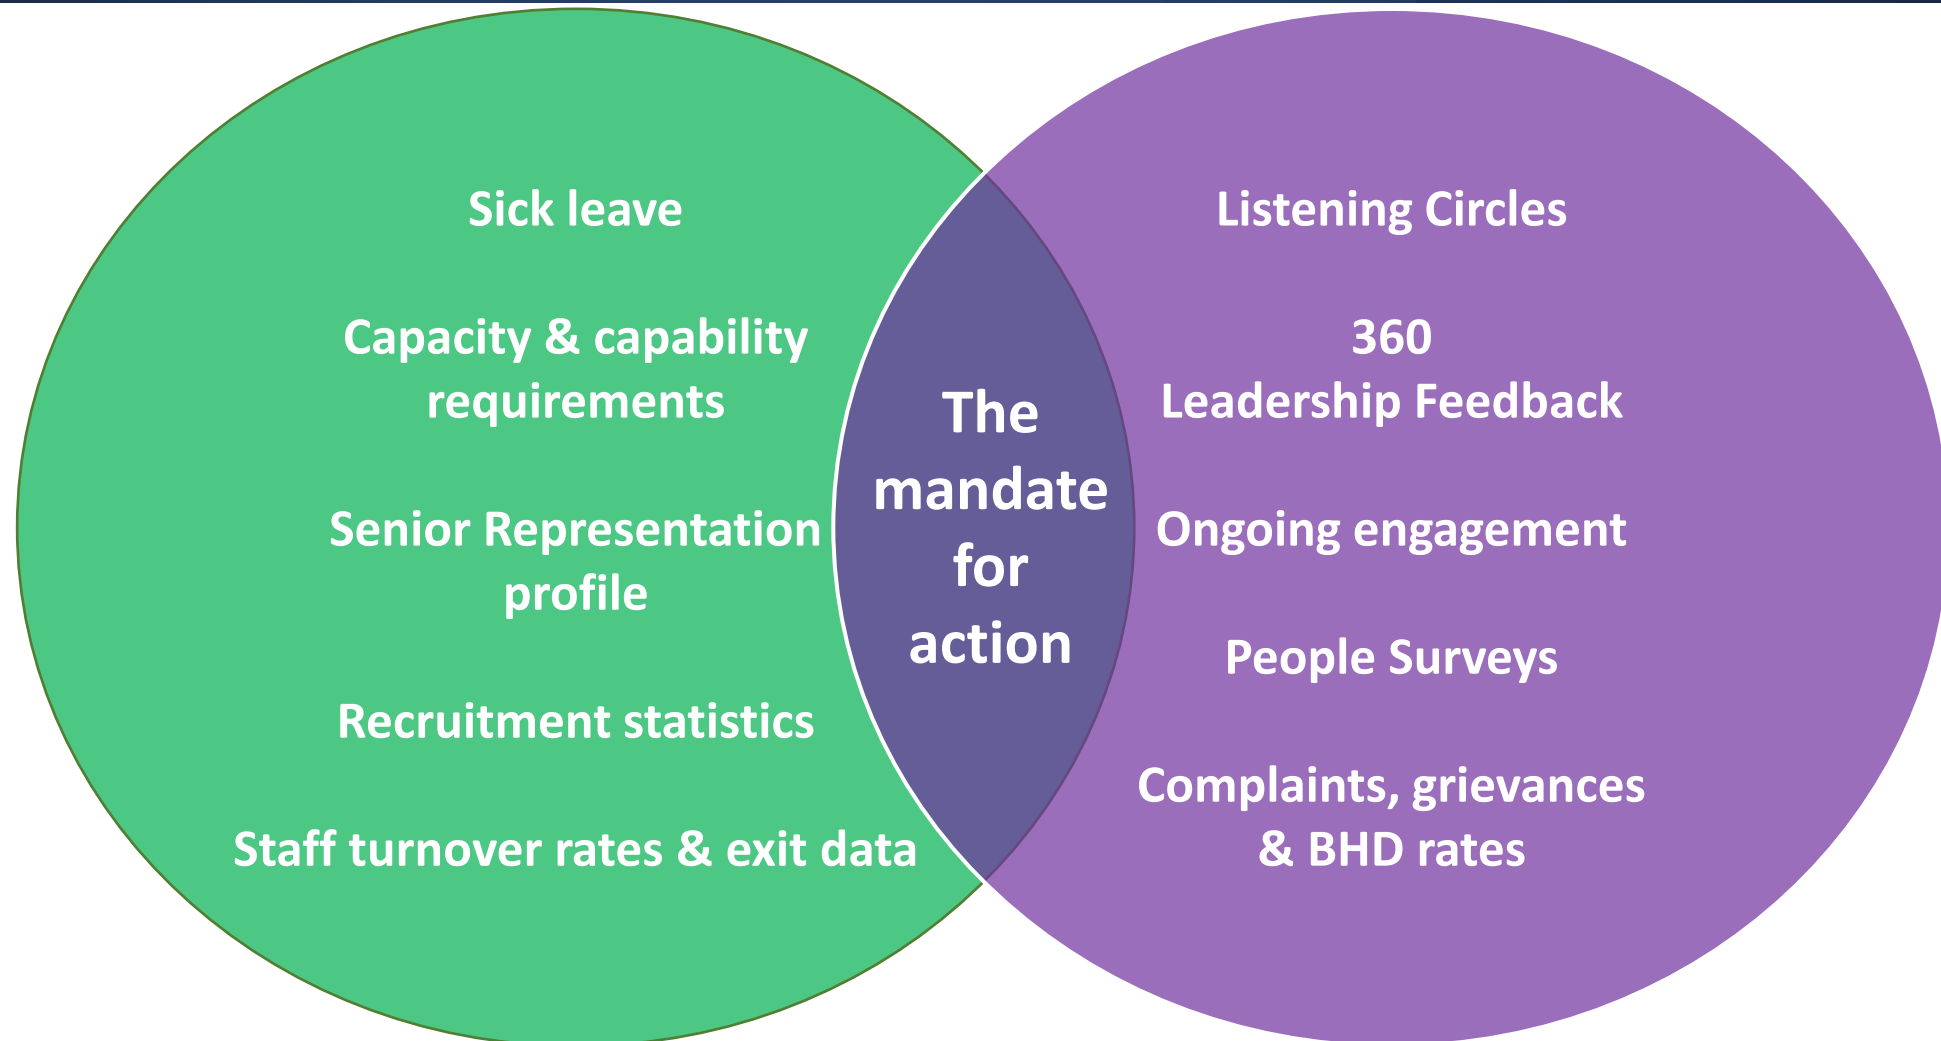 Sick leave
Capacity & capability
requirements
Senior Representation
profile
Recruitment statistics
Staff turnover rates & exit data
The
mandate
for
action
Listening Circles
360
Leadership Feedback
Ongoing engagement
People Surveys
Complaints, grievances
& BHD rates